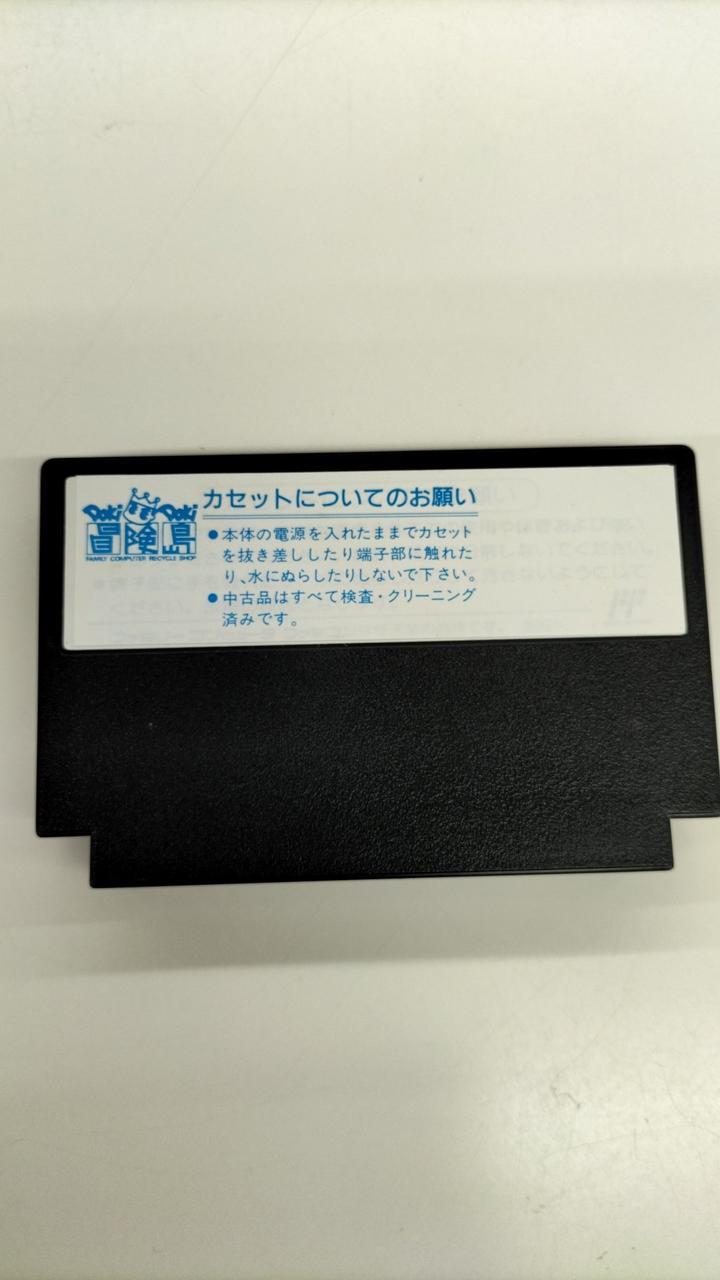 Doki Doki
冒険島
FAMILY COMPUTER RECYCLE SHOP
カセットについてのお願い
●本体の電源を入れたままでカセット
を抜き差ししたり端子部に触れた
り、水にぬらしたりしないで下さい。
●中古品はすべて検査・クリーニング
済みです。